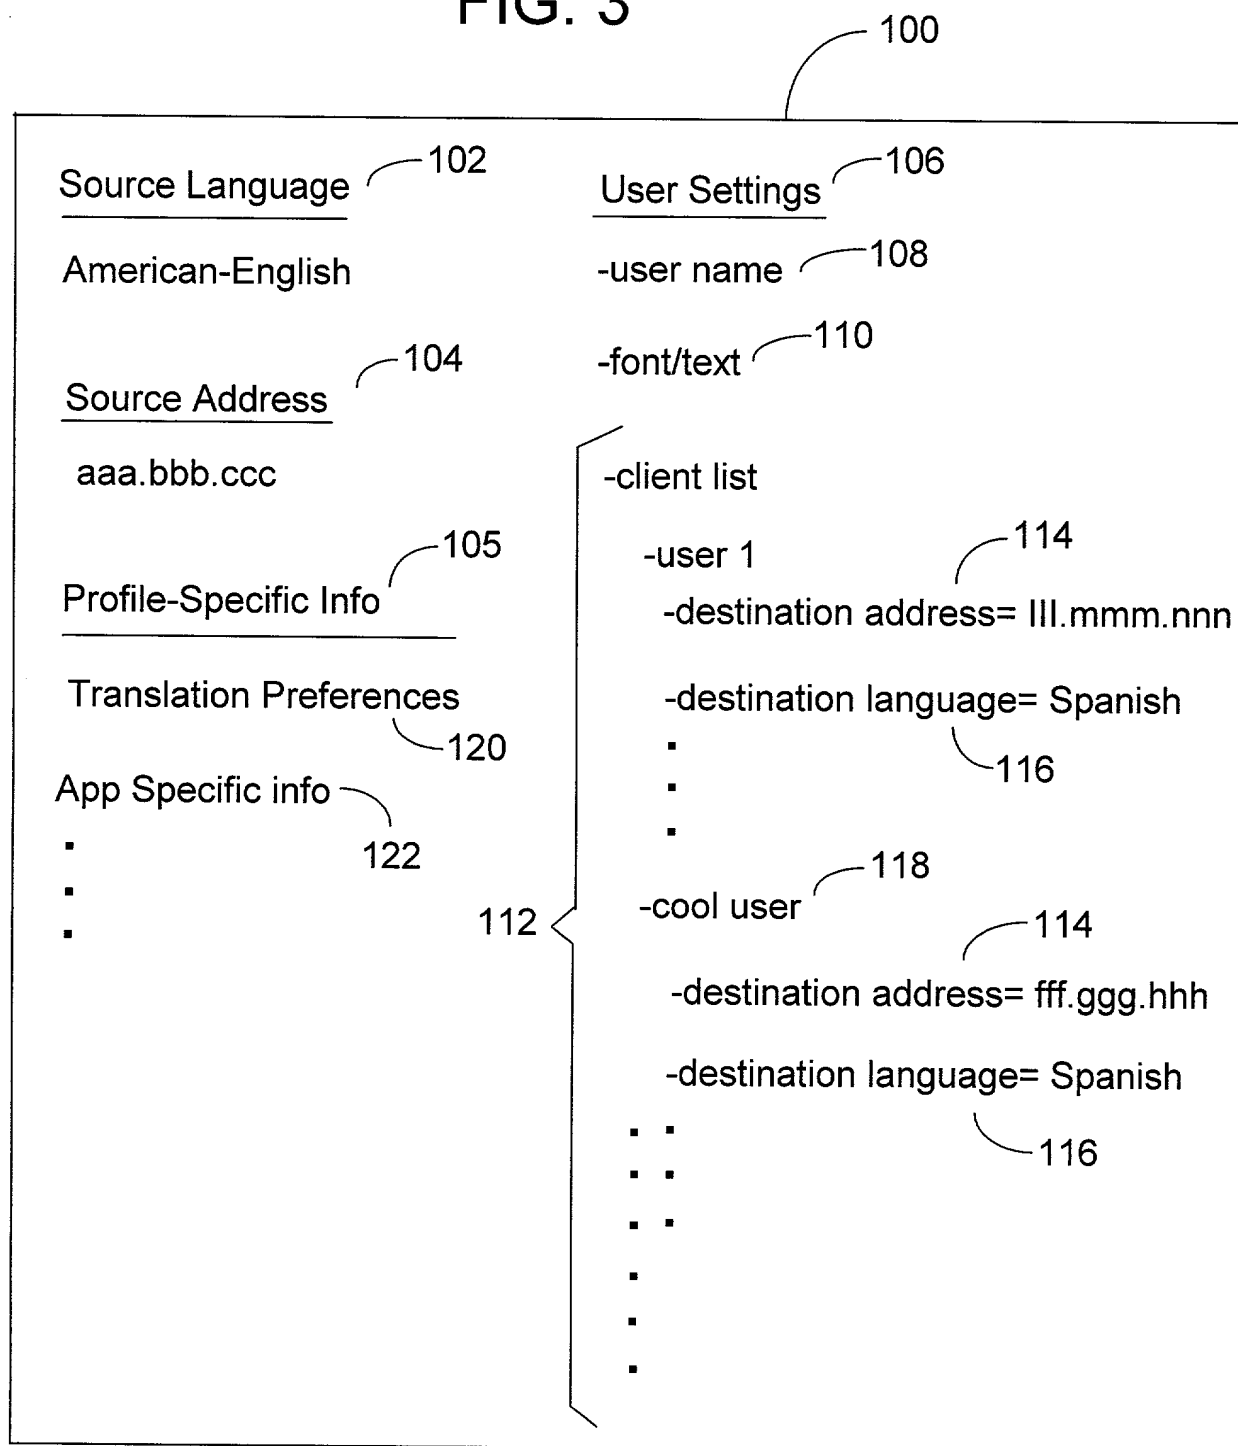 FIG. 3
100
Source Language 102
American-English
Source Address 104
aaa.bbb.ccc
Profile-Specific Info 105
Translation Preferences
120
App Specific info
122
User Settings 106
-user name 108
-font/text 110
112
-client list
-user 1
114
-destination address= lll.mmm.nnn
-destination language= Spanish
116
-cool user 118
114
-destination address= fff.ggg.hhh
-destination language= Spanish
116